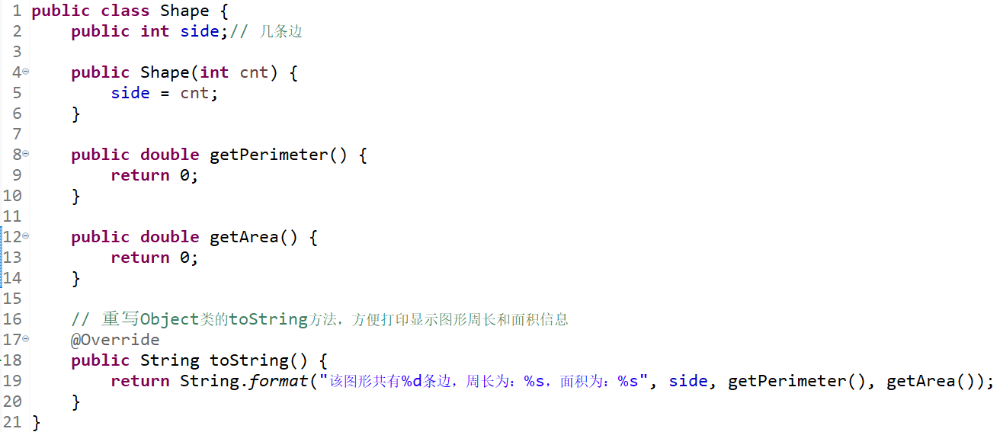 1 public class Shape {
2     public int side;// 几条边
3
4     public Shape(int cnt) {
5         side = cnt;
6     }
7
8     public double getPerimeter() {
9         return 0;
10     }
11
12     public double getArea() {
13         return 0;
14     }
15
16     // 重写Object类的toString方法，方便打印显示图形周长和面积信息
17     @Override
18     public String toString() {
19         return String.format("该图形共有%d条边，周长为：%s，面积为：%s", side, getPerimeter(), getArea());
20     }
21 }